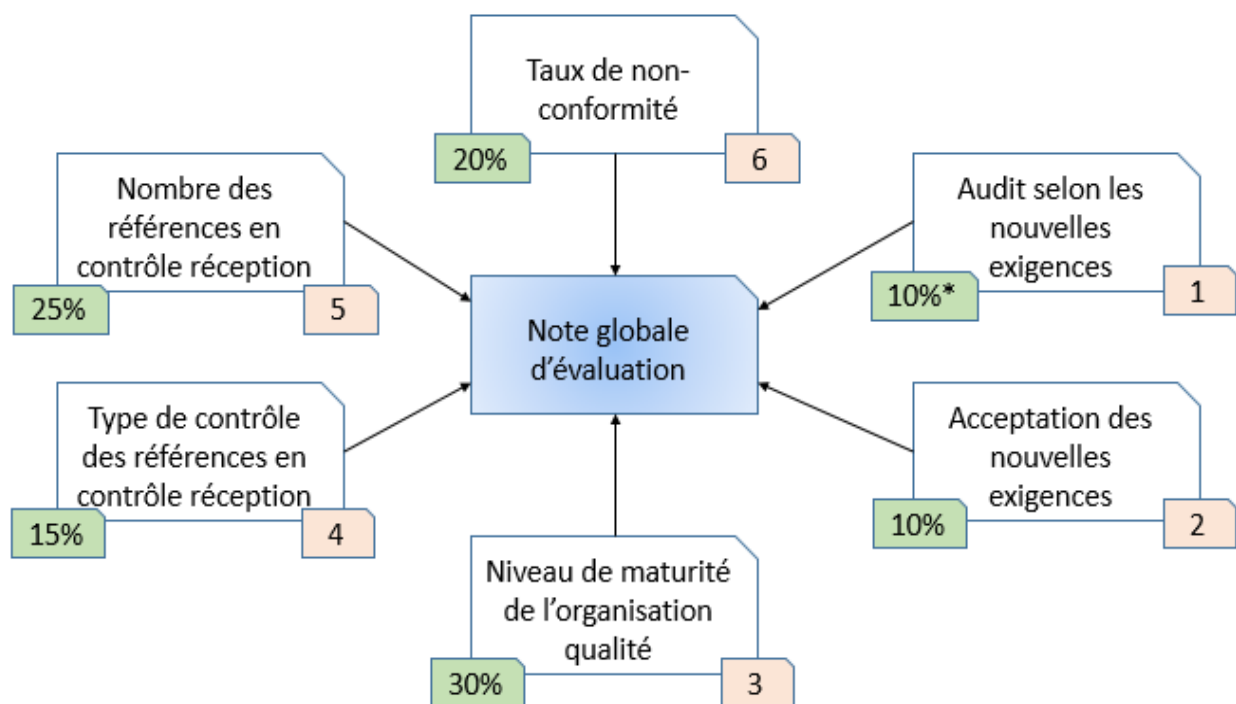 Taux de non-
conformité
20%
6
Nombre des
références en
contrôle réception
25%
5
Audit selon les
nouvelles
exigences
10%*
1
Note globale
d’évaluation
Type de contrôle
des références en
contrôle réception
15%
4
Acceptation des
nouvelles
exigences
10%
2
Niveau de maturité
de l’organisation
qualité
30%
3